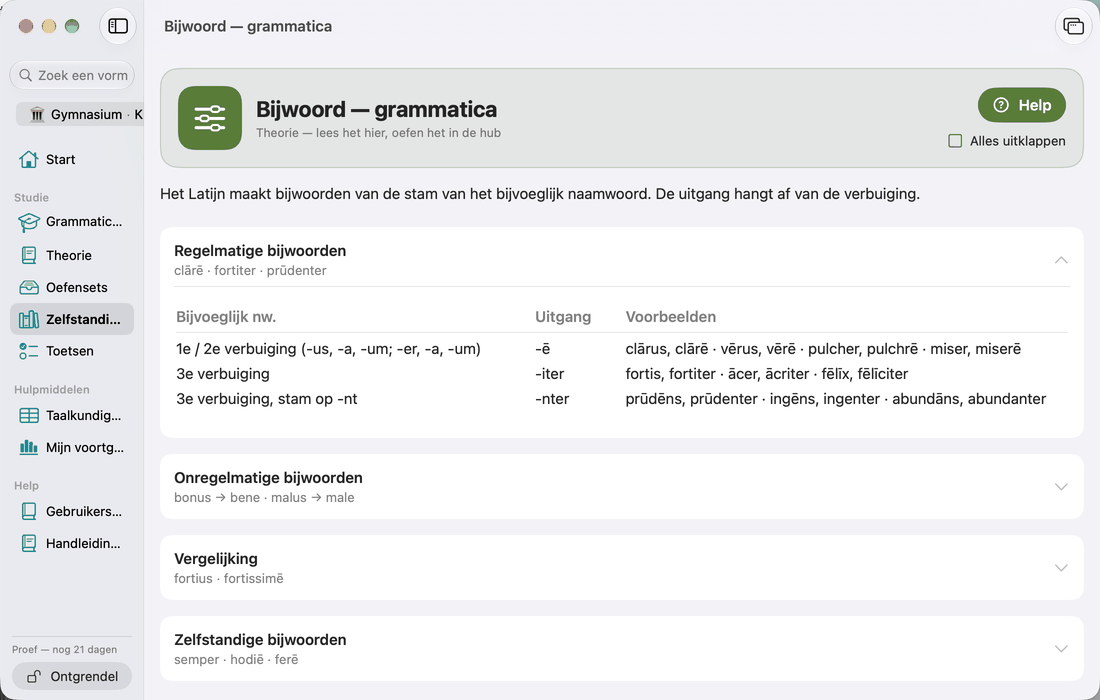 Bijwoord — grammatica
Zoek een vorm
Gymnasium · K
Start
Studie
Grammatic...
Theorie
Oefensets
Zelfstandi...
Toetsen
Hulpmiddelen
Taalkundig...
Mijn voortg...
Help
Gebruikers...
Handleidin...
Proef — nog 21 dagen
Ontgrendel
Bijwoord — grammatica
Theorie — lees het hier, oefen het in de hub
Help
Alles uitklappen
Het Latijn maakt bijwoorden van de stam van het bijvoeglijk naamwoord. De uitgang hangt af van de verbuiging.
Regelmatige bijwoorden
clārē · fortiter · prūdenter
Bijvoeglijk nw. Uitgang Voorbeelden
1e / 2e verbuiging (-us, -a, -um; -er, -a, -um) -ē clārus, clārē · vērus, vērē · pulcher, pulchrē · miser, miserē
3e verbuiging -iter fortis, fortiter · ācer, ācriter · fēlīx, fēlīciter
3e verbuiging, stam op -nt -nter prūdēns, prūdenter · ingēns, ingenter · abundāns, abundanter
Onregelmatige bijwoorden
bonus → bene · malus → male
Vergelijking
fortius · fortissimē
Zelfstandige bijwoorden
semper · hodiē · ferē